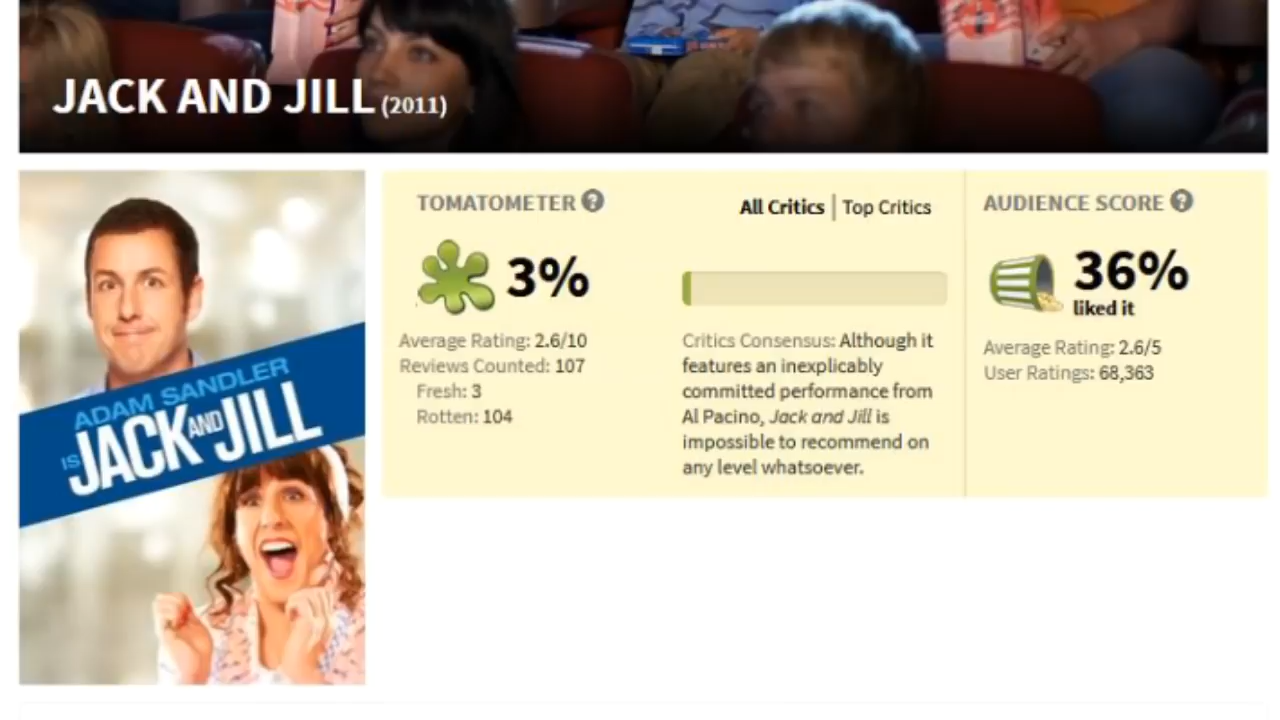 JACK AND JILL (2011)
TOMATOMETER ?
All Critics | Top Critics
3%
Average Rating: 2.6/10
Reviews Counted: 107
Fresh: 3
Rotten: 104
Critics Consensus: Although it
features an inexplicably
committed performance from
Al Pacino, Jack and Jill is
impossible to recommend on
any level whatsoever.
AUDIENCE SCORE ?
36%
liked it
Average Rating: 2.6/5
User Ratings: 68,363
ADAM SANDLER
IS JACK AND JILL